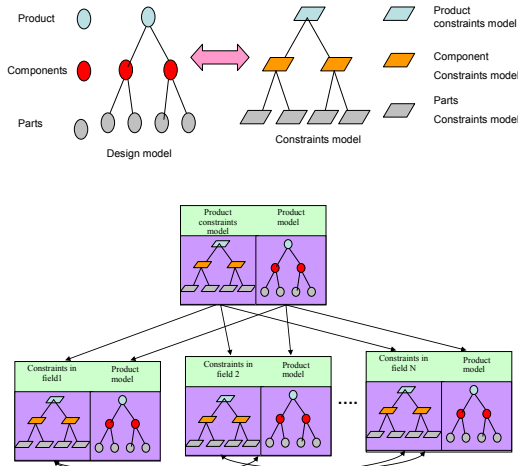 Product
Components
Parts
Design model
Constraints model
Product
constraints model
Component
Constraints model
Parts
Constraints model
Product
constraints
model
Product
model
Constraints in
field1
Product
model
Constraints in
field 2
Product
model
....
Constraints in
field N
Product
model